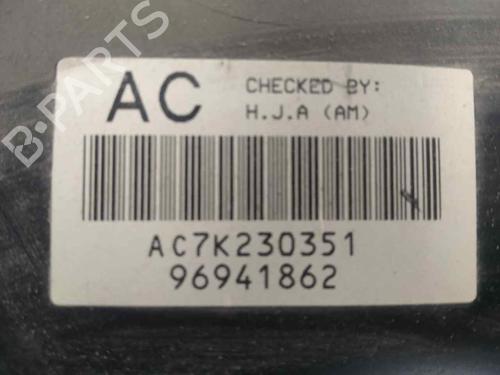 B-PARTS
AC
CHECKED BY:
H.J.A (AM)
AC7K230351
96941862